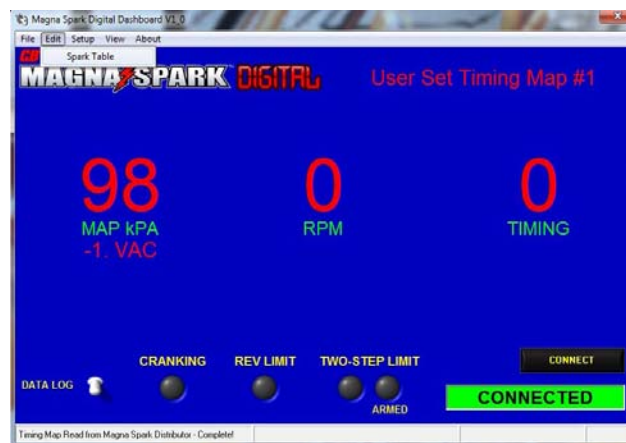 Magna Spark Digital Dashboard V1_0
File Edit Setup View About
Spark Table
MAGNA SPARK DIGITAL
User Set Timing Map #1
98 0 0
MAP kPA RPM TIMING
-1. VAC
CRANKING REV LIMIT TWO-STEP LIMIT
CONNECT
DATA LOG
ARMED
CONNECTED
Timing Map Read from Magna Spark Distributor - Complete!